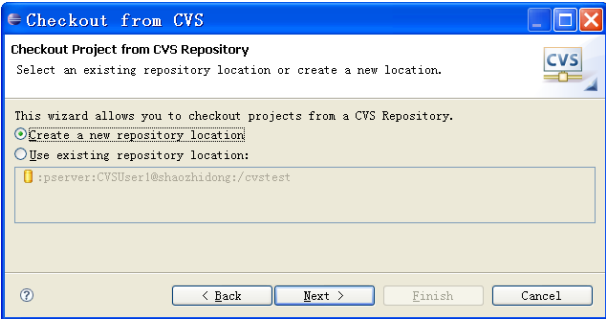 Checkout from CVS
Checkout Project from CVS Repository
Select an existing repository location or create a new location.
CVS
This wizard allows you to checkout projects from a CVS Repository.
Create a new repository location
Use existing repository location:
:pserver:CVSUser1@shaozhidong:/cvstest
?
< Back
Next >
Finish
Cancel